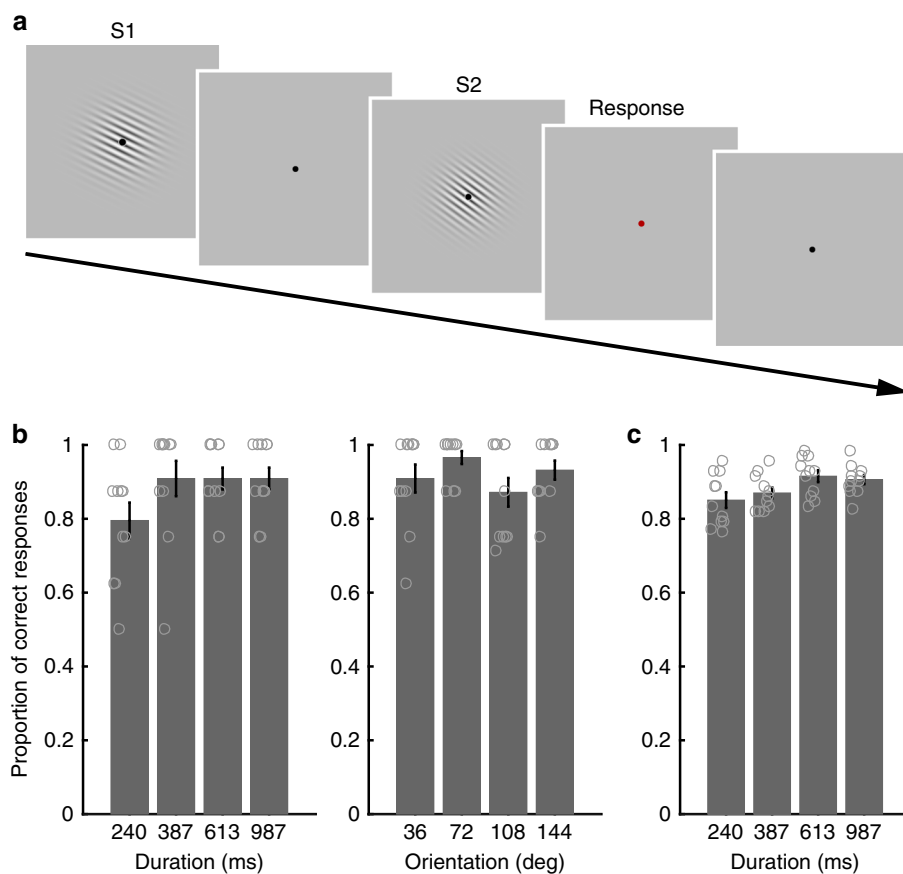 a
S1
S2
Response
b
c
Proportion of correct responses
1
0.8
0.6
0.4
0.2
0
240 387 613 987
Duration (ms)
1
0.8
0.6
0.4
0.2
0
36 72 108 144
Orientation (deg)
1
0.8
0.6
0.4
0.2
0
240 387 613 987
Duration (ms)